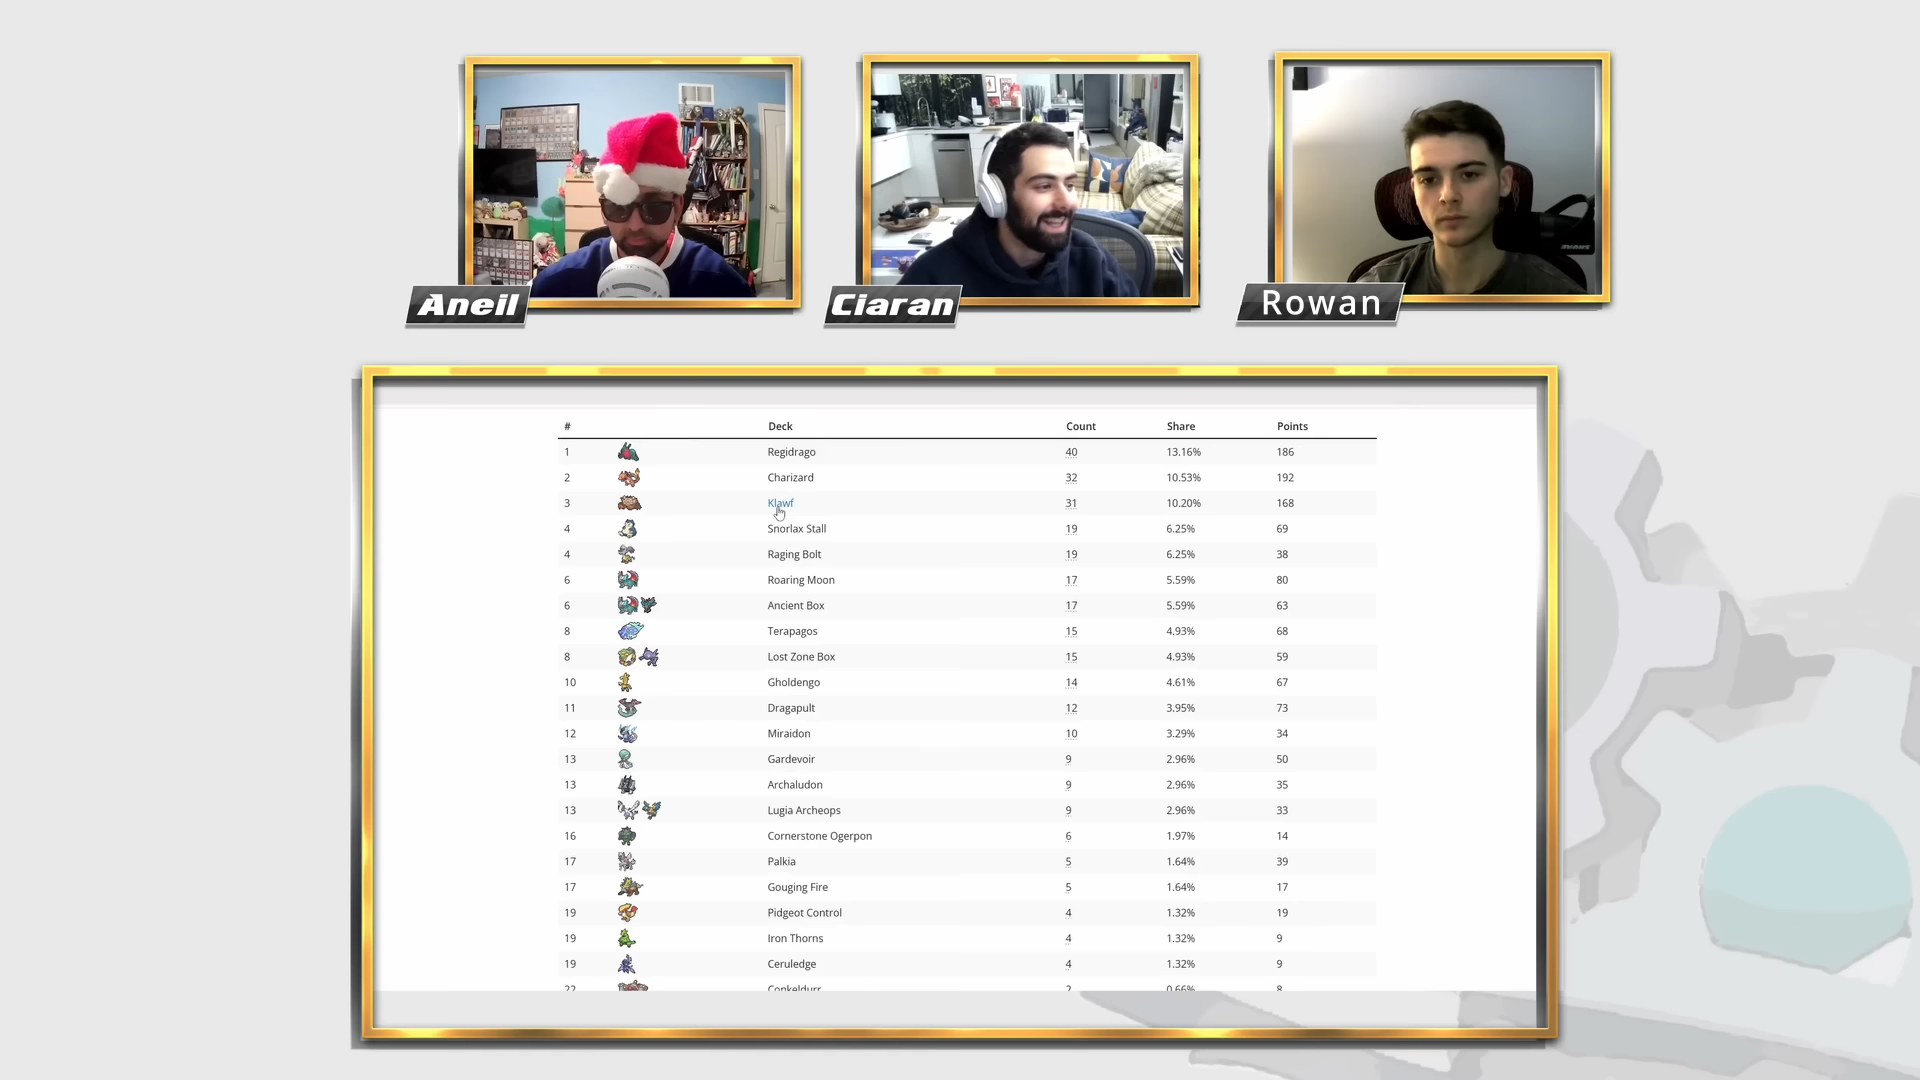 Aneil
Ciaran
Rowan
# Deck Count Share Points
1 Regidrago 40 13.16% 186
2 Charizard 32 10.53% 192
3 Klawf 31 10.20% 168
4 Snorlax Stall 19 6.25% 69
4 Raging Bolt 19 6.25% 38
6 Roaring Moon 17 5.59% 80
6 Ancient Box 17 5.59% 63
8 Terapagos 15 4.93% 68
8 Lost Zone Box 15 4.93% 59
10 Gholdengo 14 4.61% 67
11 Dragapult 12 3.95% 73
12 Miraidon 10 3.29% 34
13 Gardevoir 9 2.96% 50
13 Archaludon 9 2.96% 35
13 Lugia Archeops 9 2.96% 33
16 Cornerstone Ogerpon 6 1.97% 14
17 Palkia 5 1.64% 39
17 Gouging Fire 5 1.64% 17
19 Pidgeot Control 4 1.32% 19
19 Iron Thorns 4 1.32% 9
19 Ceruledge 4 1.32% 9
22 Conkeldurr 2 0.66% 8